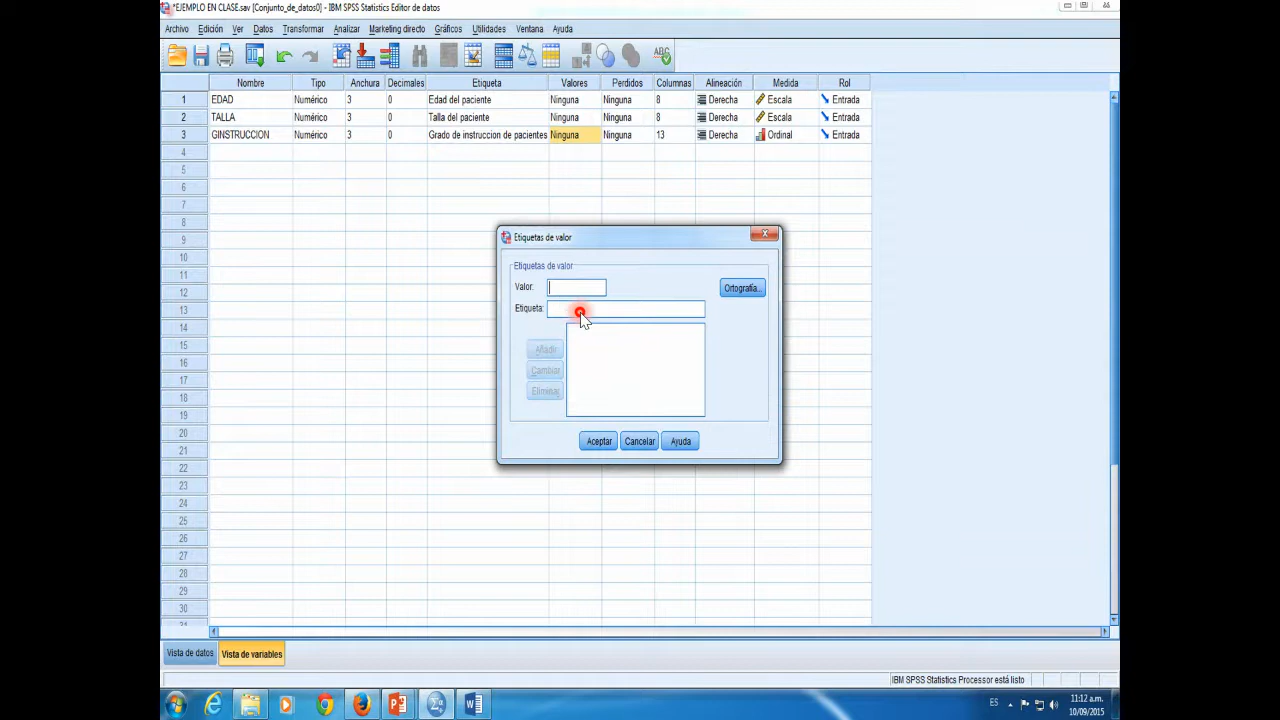 *EJEMPLO EN CLASE.sav [Conjunto_de_datos0] - IBM SPSS Statistics Editor de datos
Archivo Edición Ver Datos Transformar Analizar Marketing directo Gráficos Utilidades Ventana Ayuda
Nombre Tipo Anchura Decimales Etiqueta Valores Perdidos Columnas Alineación Medida Rol
1 EDAD Numérico 3 0 Edad del paciente Ninguna Ninguna 8 Derecha Escala Entrada
2 TALLA Numérico 3 0 Talla del paciente Ninguna Ninguna 8 Derecha Escala Entrada
3 GINSTRUCCION Numérico 3 0 Grado de instruccion de pacientes Ninguna Ninguna 13 Derecha Ordinal Entrada
4
5
6
7
8
9
10
11
12
13
14
15
16
17
18
19
20
21
22
23
24
25
26
27
28
29
30
31
Etiquetas de valor
Etiquetas de valor
Valor:
Ortografía...
Etiqueta:
Añadir
Cambiar
Eliminar
Aceptar Cancelar Ayuda
Vista de datos Vista de variables
IBM SPSS Statistics Processor está listo
ES
11:12 a.m.
10/09/2015